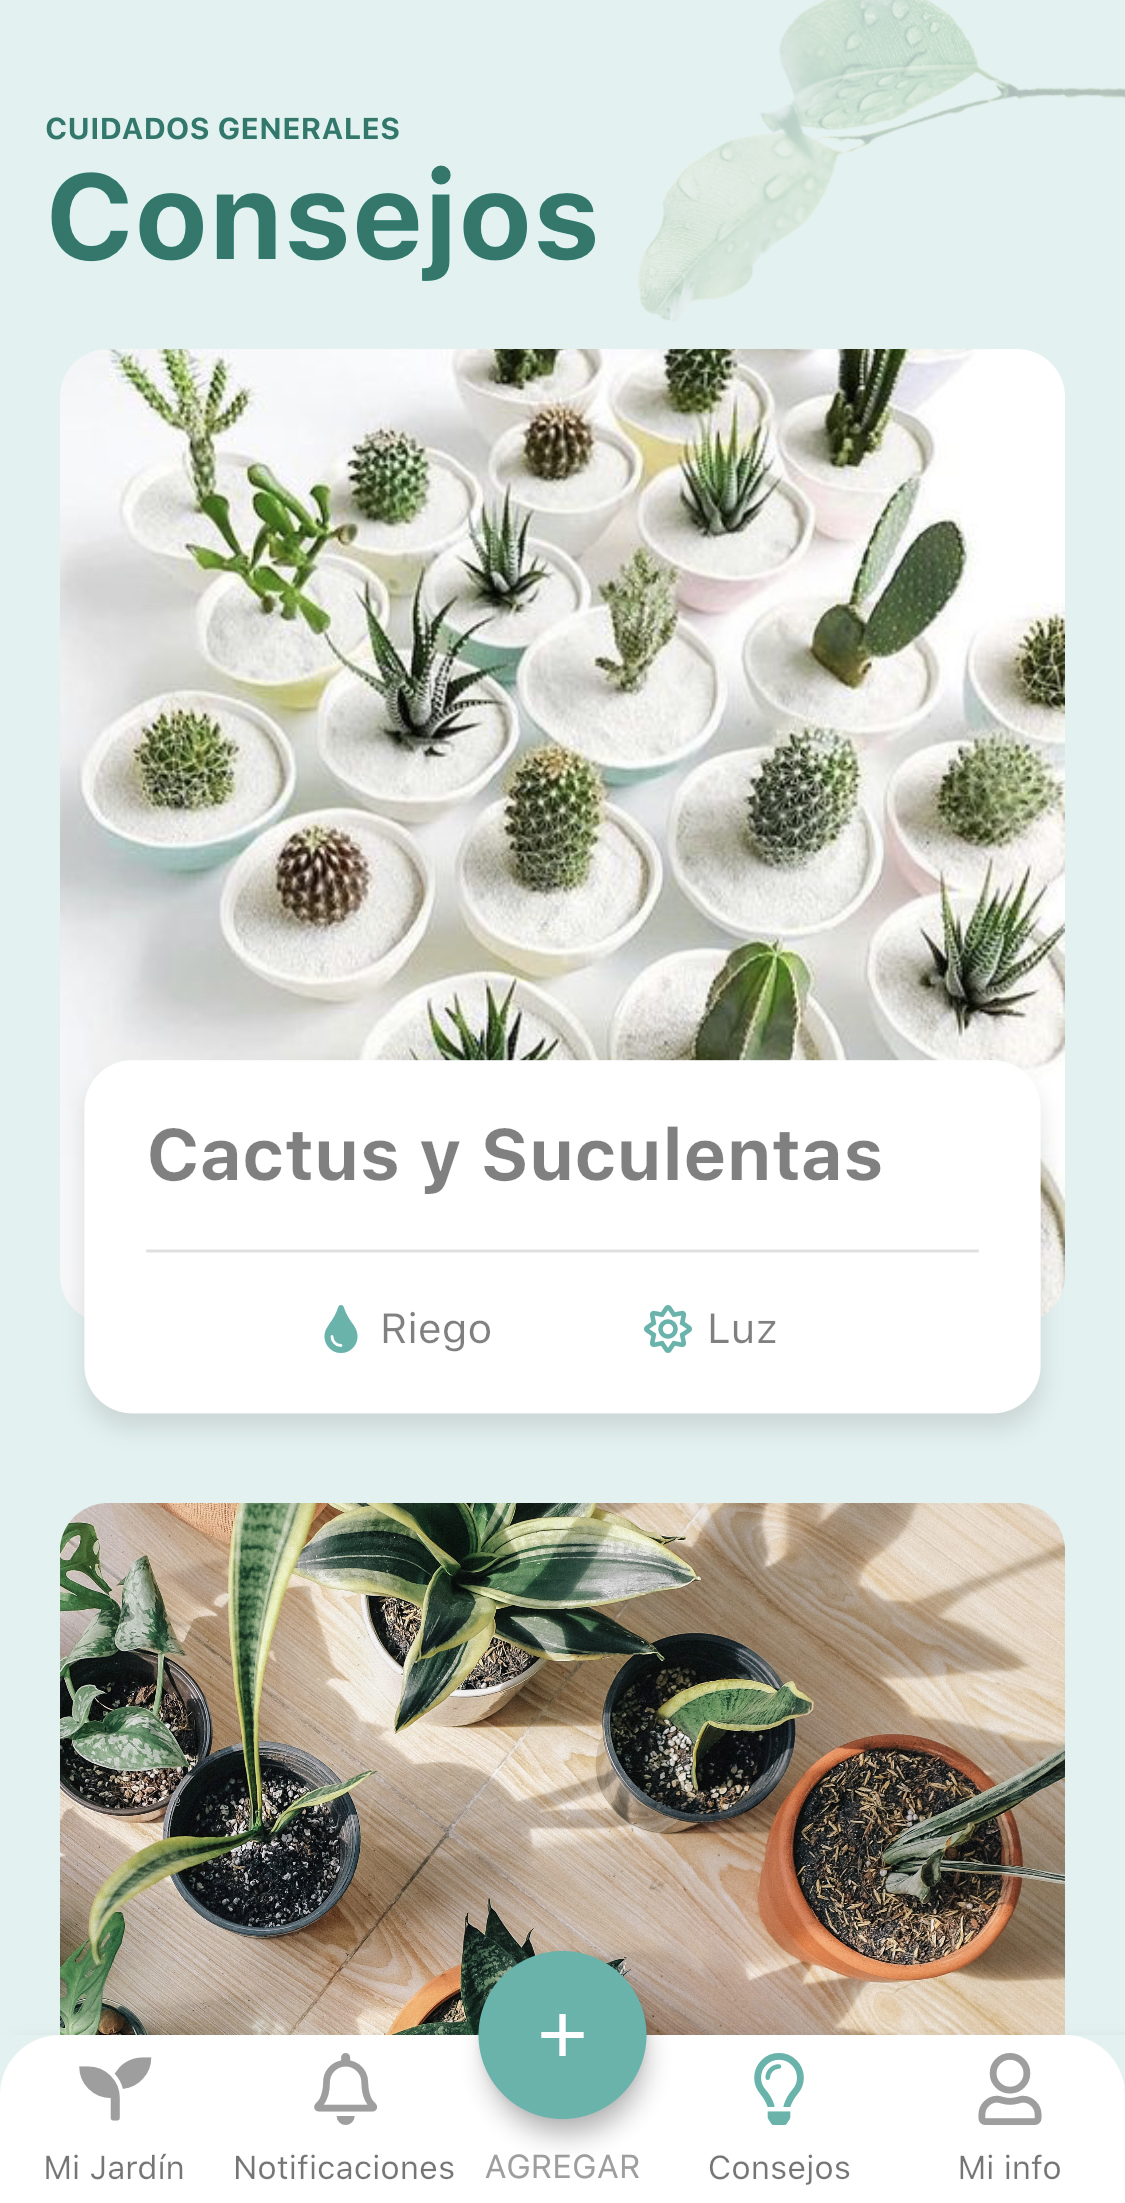 CUIDADOS GENERALES
Consejos
Cactus y Suculentas
Riego Luz
Mi Jardín Notificaciones AGREGAR Consejos Mi info